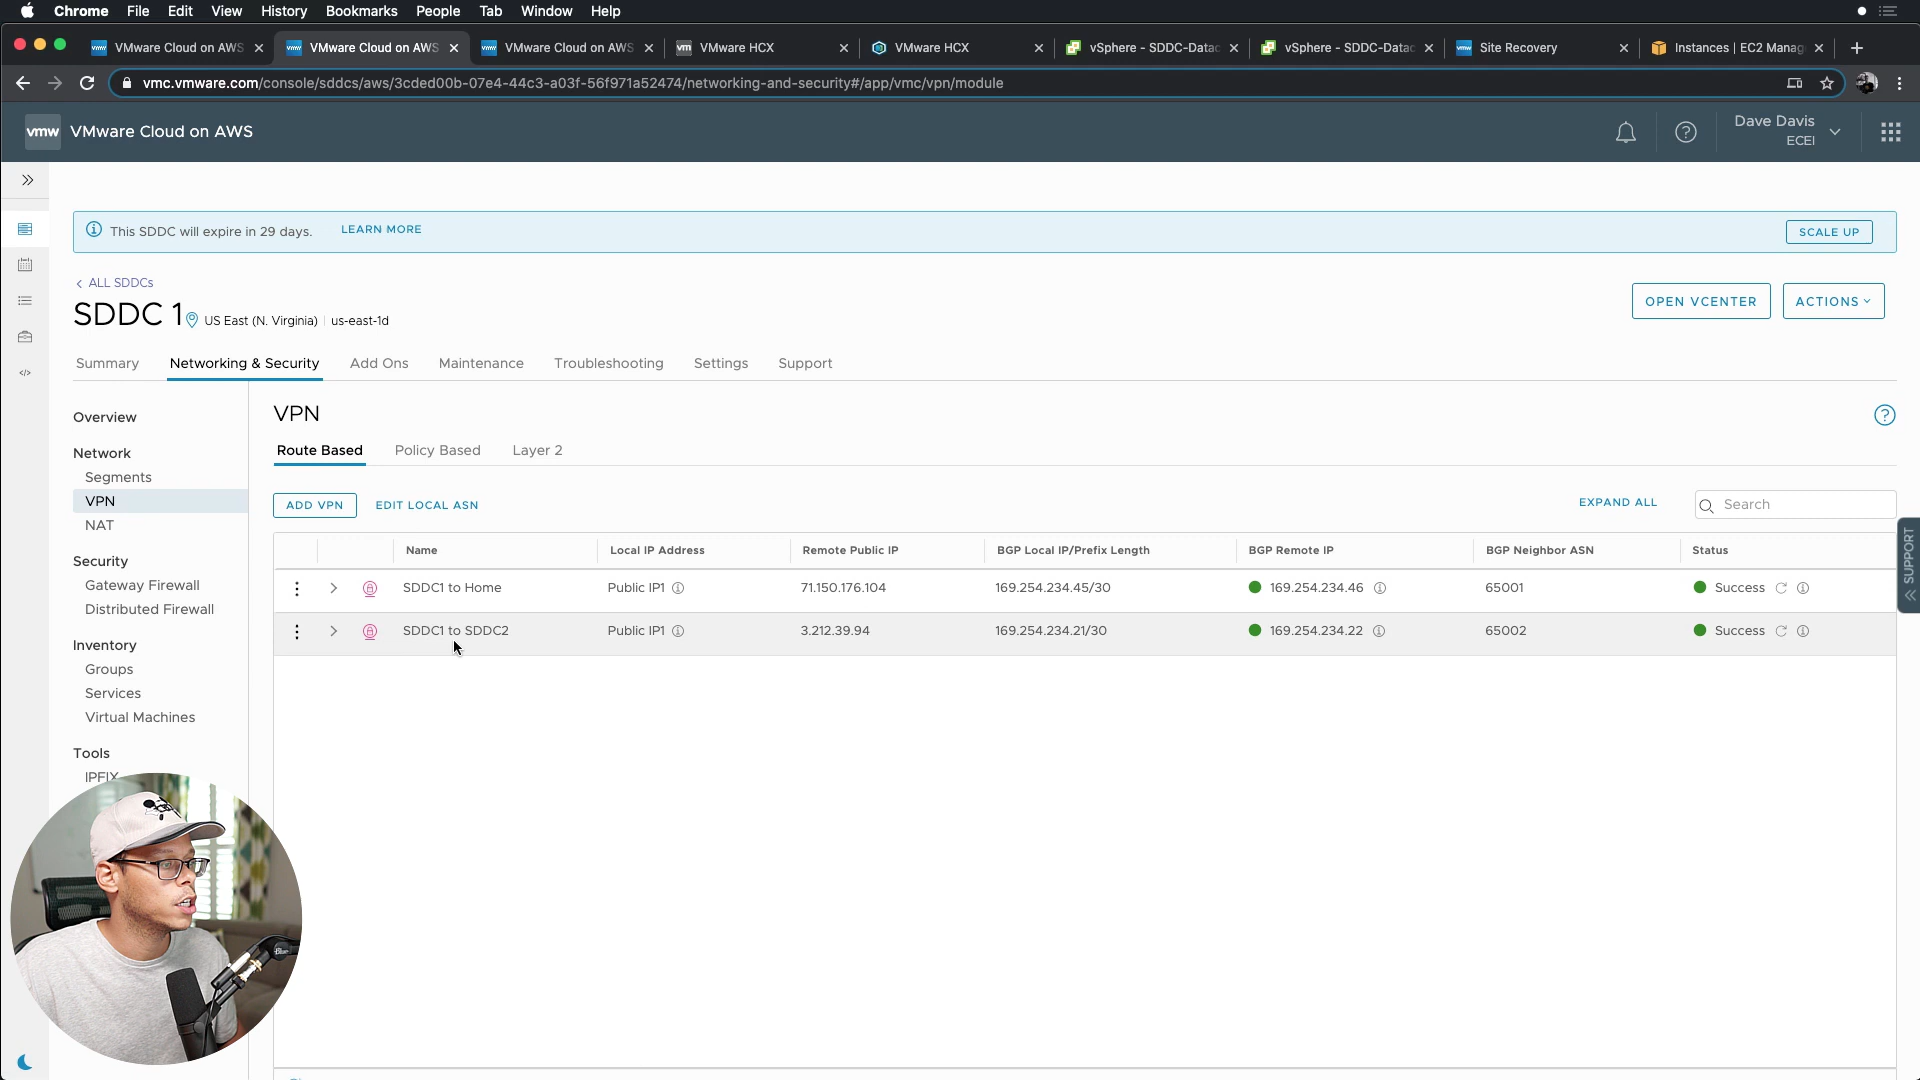 Chrome File Edit View History Bookmarks People Tab Window Help
VMware Cloud on AWS VMware Cloud on AWS VMware Cloud on AWS vm VMware HCX VMware HCX vSphere - SDDC-Datac vSphere - SDDC-Datac Site Recovery Instances | EC2 Manag
vmc.vmware.com/console/sddcs/aws/3cded00b-07e4-44c3-a03f-56f971a52474/networking-and-security#/app/vmc/vpn/module
vmw VMware Cloud on AWS
Dave Davis
ECEI
This SDDC will expire in 29 days. LEARN MORE SCALE UP
ALL SDDCs
SDDC 1 US East (N. Virginia) us-east-1d
OPEN VCENTER ACTIONS
Summary Networking & Security Add Ons Maintenance Troubleshooting Settings Support
Overview
Network
Segments
VPN
NAT
Security
Gateway Firewall
Distributed Firewall
Inventory
Groups
Services
Virtual Machines
Tools
IPFIX
VPN
Route Based Policy Based Layer 2
ADD VPN EDIT LOCAL ASN EXPAND ALL Search
Name Local IP Address Remote Public IP BGP Local IP/Prefix Length BGP Remote IP BGP Neighbor ASN Status
SDDC1 to Home Public IP1 71.150.176.104 169.254.234.45/30 169.254.234.46 65001 Success
SDDC1 to SDDC2 Public IP1 3.212.39.94 169.254.234.21/30 169.254.234.22 65002 Success
SUPPORT